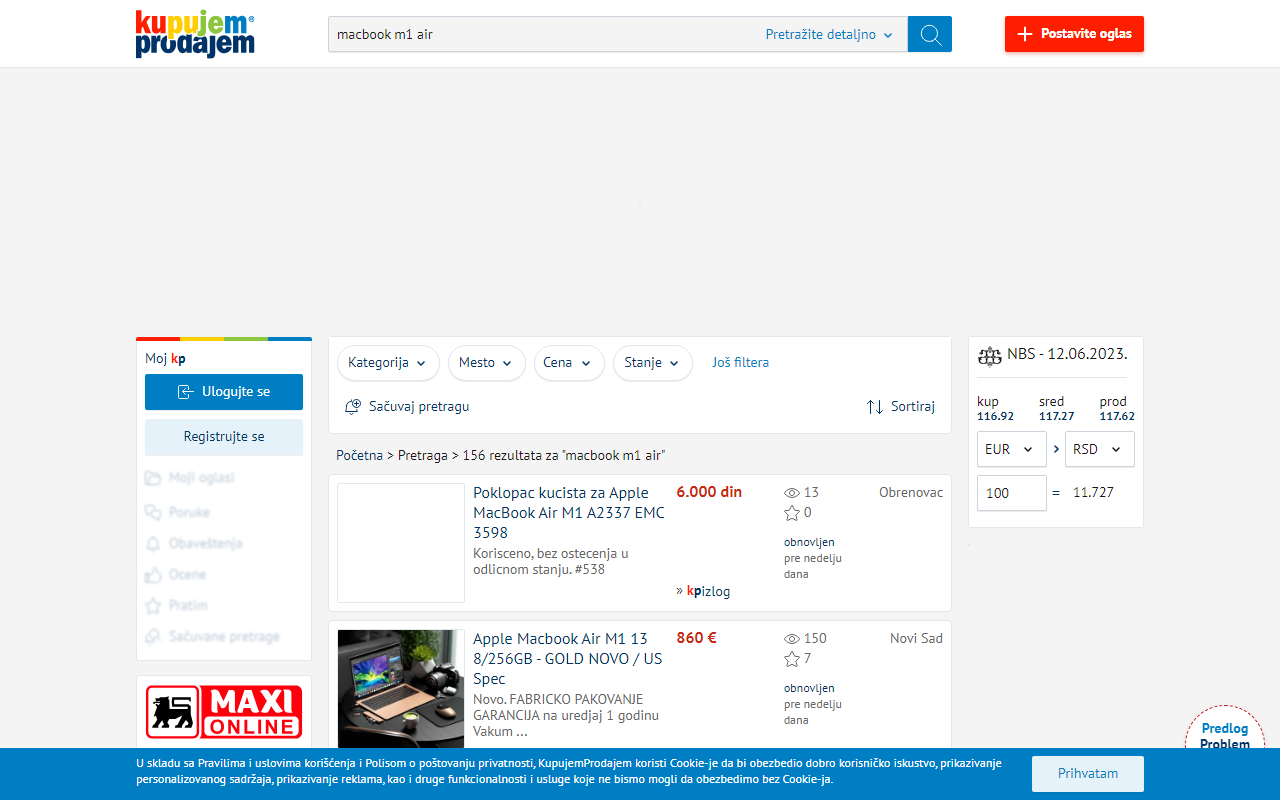 kupujem®
prodajem
macbook m1 air
Pretražite detaljno
Postavite oglas
Moj kp
Ulogujte se
Registrujte se
Moji oglasi
Poruke
Obaveštenja
Ocene
Pratim
Sačuvane pretrage
MAXI
ONLINE
Kategorija
Mesto
Cena
Stanje
Još filtera
Sačuvaj pretragu
Sortiraj
Početna > Pretraga > 156 rezultata za "macbook m1 air"
Poklopac kucista za Apple
MacBook Air M1 A2337 EMC
3598
Korisceno, bez ostecenja u
odlicnom stanju. #538
6.000 din
» kpizlog
13
0
obnovljen
pre nedelju
dana
Obrenovac
Apple Macbook Air M1 13
8/256GB - GOLD NOVO / US
Spec
Novo. FABRICKO PAKOVANJE
GARANCIJA na uredjaj 1 godinu
Vakum ...
860 €
150
7
obnovljen
pre nedelju
dana
Novi Sad
NBS - 12.06.2023.
kup sred prod
116.92 117.27 117.62
EUR > RSD
100 = 11.727
Predlog
Problem
U skladu sa Pravilima i uslovima korišćenja i Polisom o poštovanju privatnosti, KupujemProdajem koristi Cookie-je da bi obezbedio dobro korisničko iskustvo, prikazivanje
personalizovanog sadržaja, prikazivanje reklama, kao i druge funkcionalnosti i usluge koje ne bismo mogli da obezbedimo bez Cookie-ja.
Prihvatam